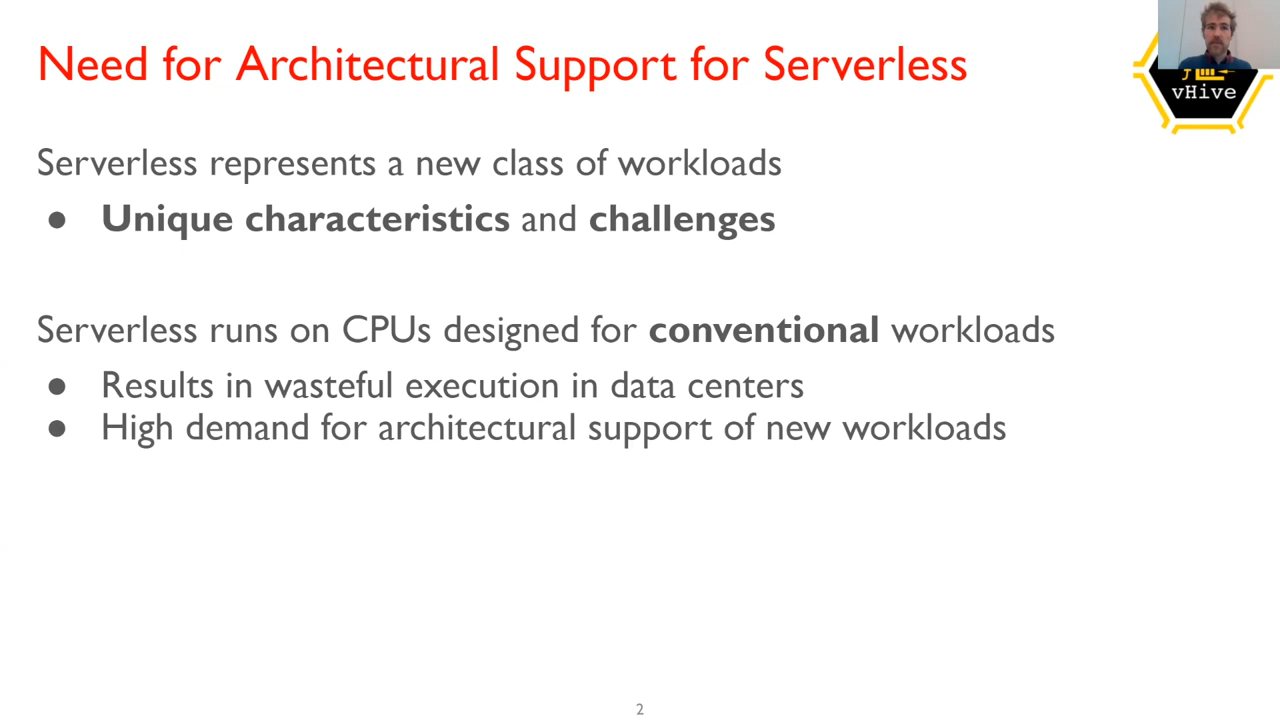 Need for Architectural Support for Serverless
vHive
Serverless represents a new class of workloads
● Unique characteristics and challenges
Serverless runs on CPUs designed for conventional workloads
● Results in wasteful execution in data centers
● High demand for architectural support of new workloads
2